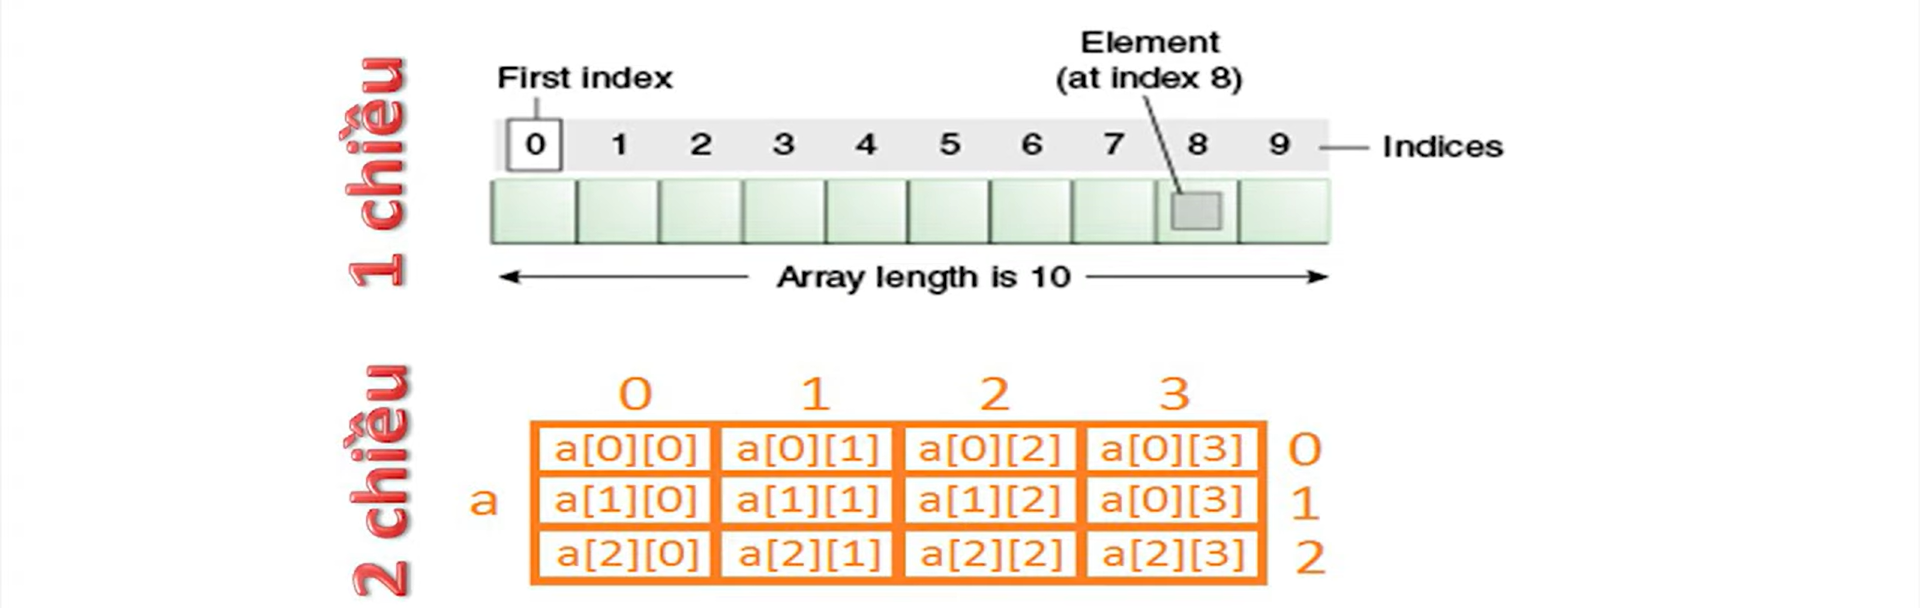 1 chiều
First index
Element
(at index 8)
0 1 2 3 4 5 6 7 8 9
Indices
Array length is 10
2 chiều
0 1 2 3
a[0][0] a[0][1] a[0][2] a[0][3] 0
a a[1][0] a[1][1] a[1][2] a[0][3] 1
a[2][0] a[2][1] a[2][2] a[2][3] 2